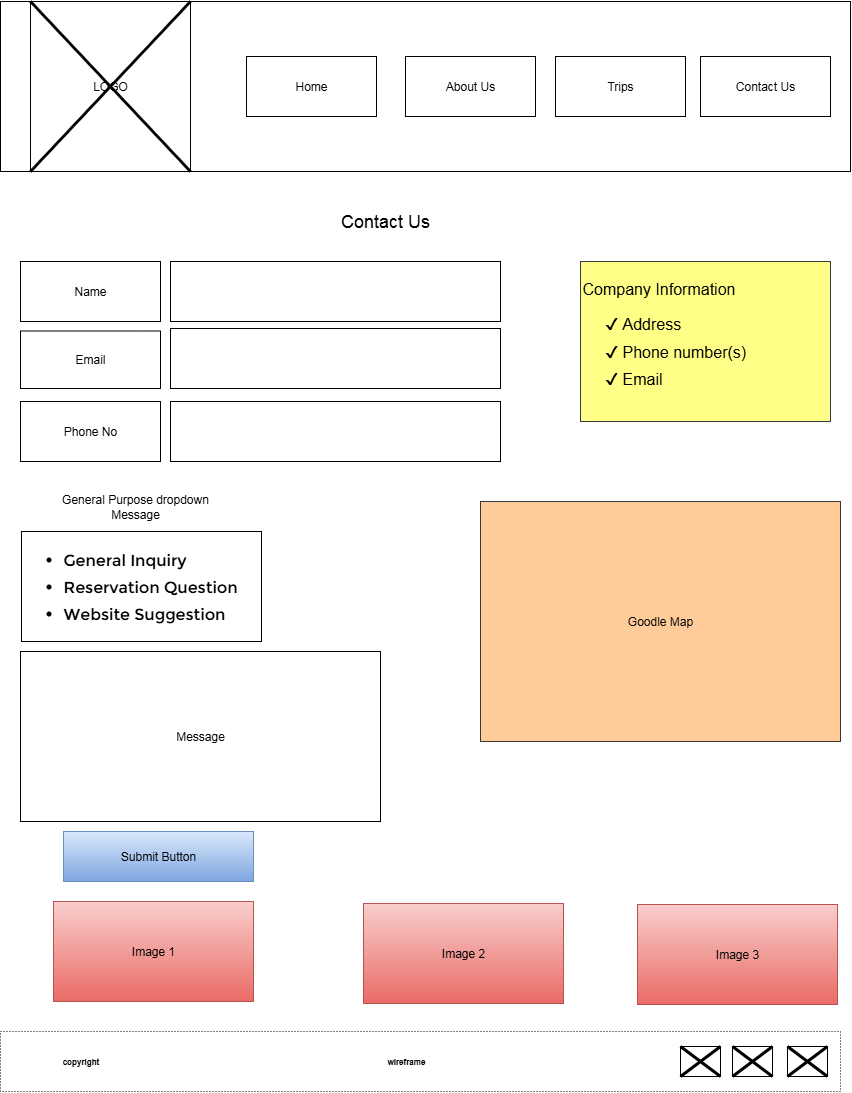 LOGO
Home
About Us
Trips
Contact Us
Contact Us
Name
Company Information
✓ Address
✓ Phone number(s)
✓ Email
Email
Phone No
General Purpose dropdown
Message
• General Inquiry
• Reservation Question
• Website Suggestion
Goodle Map
Message
Submit Button
Image 1
Image 2
Image 3
copyright
wireframe